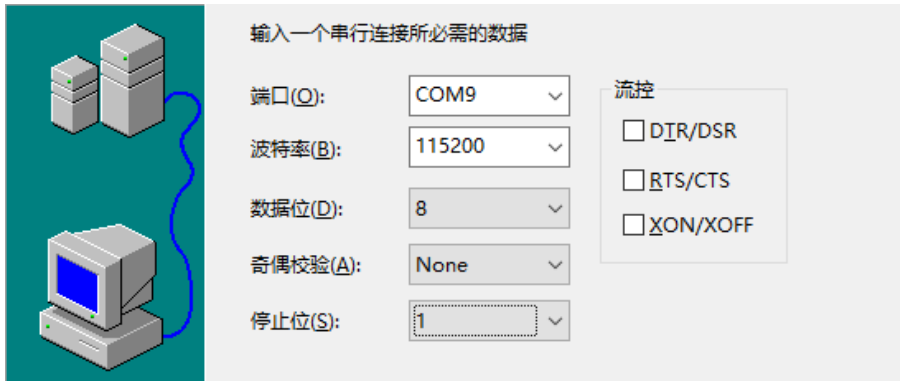 输入一个串行连接所必需的数据
端口(O): COM9
波特率(B): 115200
数据位(D): 8
奇偶校验(A): None
停止位(S): 1
流控
DTR/DSR
RTS/CTS
XON/XOFF